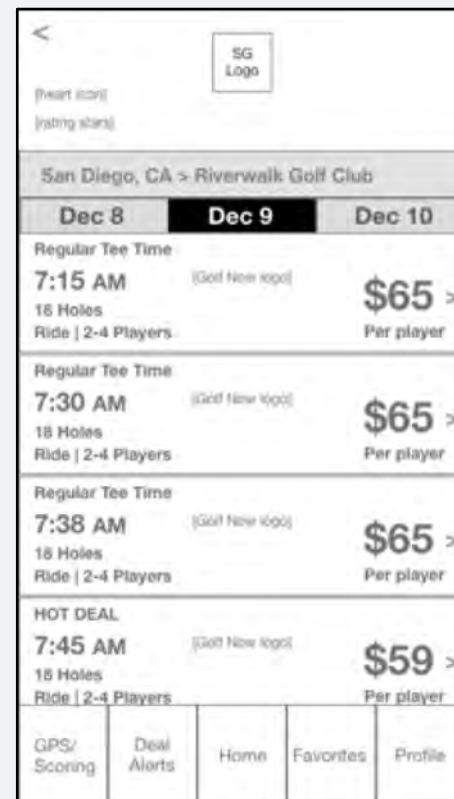 <
SG
Logo
[heart icon]
[rating stars]
San Diego, CA > Riverwalk Golf Club
Dec 8 Dec 9 Dec 10
Regular Tee Time
7:15 AM [Golf Now logo] $65 >
18 Holes
Ride | 2-4 Players Per player
Regular Tee Time
7:30 AM [Golf Now logo] $65 >
18 Holes
Ride | 2-4 Players Per player
Regular Tee Time
7:38 AM [Golf Now logo] $65 >
18 Holes
Ride | 2-4 Players Per player
HOT DEAL
7:45 AM [Golf Now logo] $59 >
18 Holes
Ride | 2-4 Players Per player
GPS/ Deal Home Favorites Profile
Scoring Alerts